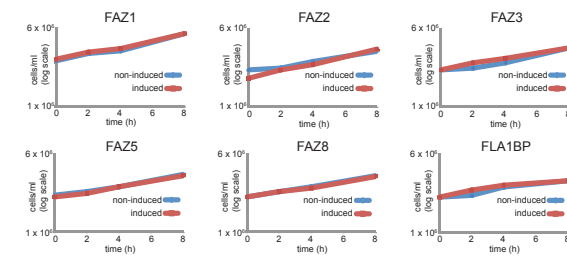 FAZ1
FAZ2
FAZ3
6 x 10⁶
6 x 10⁶
6 x 10⁶
cells/ml
(log scale)
cells/ml
(log scale)
cells/ml
(log scale)
non-induced
non-induced
non-induced
induced
induced
induced
1 x 10⁶
1 x 10⁶
1 x 10⁶
0 2 4 6 8
0 2 4 6 8
0 2 4 6 8
time (h)
time (h)
time (h)
FAZ5
FAZ8
FLA1BP
6 x 10⁶
6 x 10⁶
6 x 10⁶
cells/ml
(log scale)
cells/ml
(log scale)
cells/ml
(log scale)
non-induced
non-induced
non-induced
induced
induced
induced
1 x 10⁶
1 x 10⁶
1 x 10⁶
0 2 4 6 8
0 2 4 6 8
0 2 4 6 8
time (h)
time (h)
time (h)